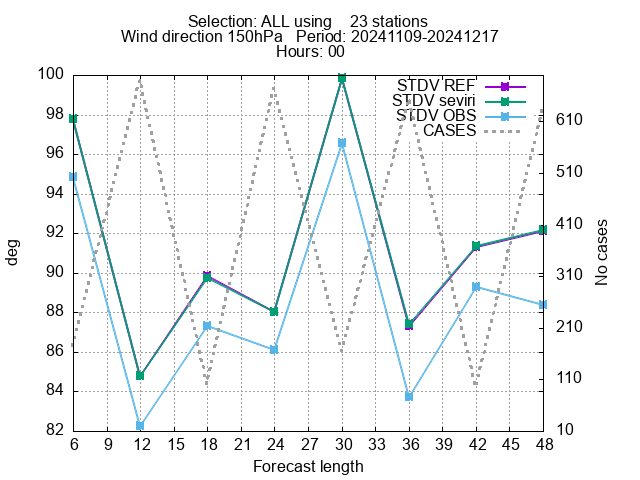 Selection: ALL using    23 stations
Wind direction 150hPa   Period: 20241109-20241217
Hours: 00
STDV REF
STDV seviri
STDV OBS
CASES
100
98
96
94
92
90
88
86
84
82
610
510
410
310
210
110
10
deg
No cases
6 9 12 15 18 21 24 27 30 33 36 39 42 45 48
Forecast length